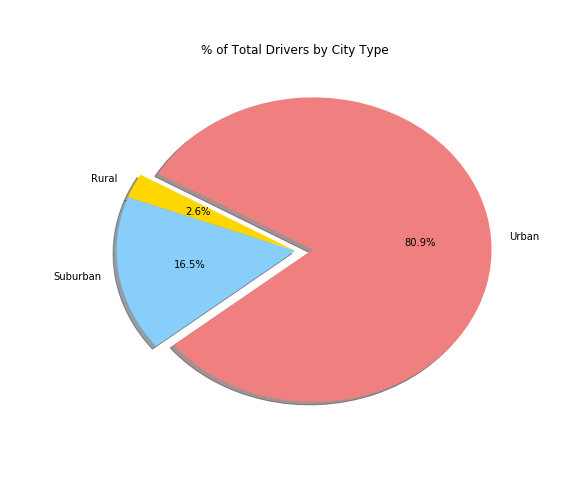 % of Total Drivers by City Type
Rural
2.6%
80.9%
Urban
16.5%
Suburban